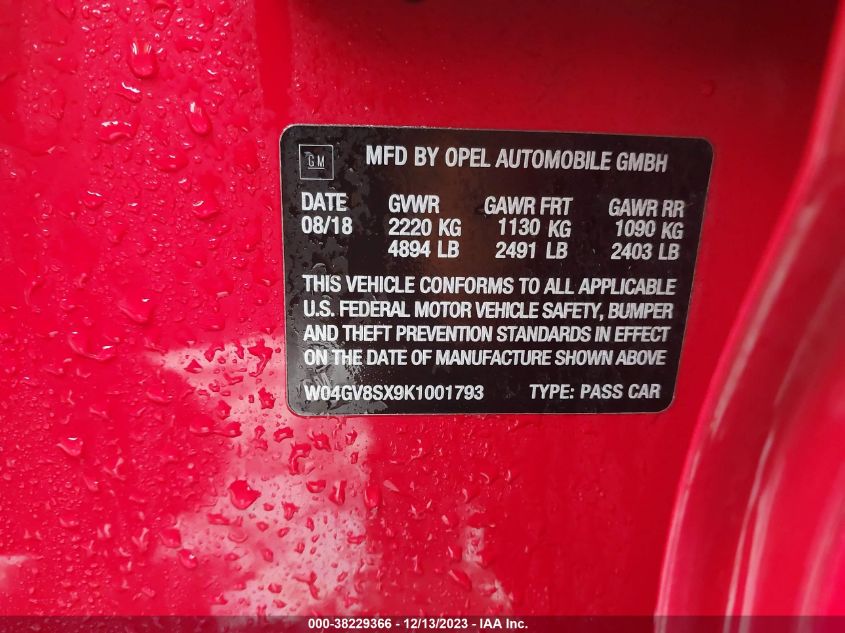 GM MFD BY OPEL AUTOMOBILE GMBH
DATE GVWR GAWR FRT GAWR RR
08/18 2220 KG 1130 KG 1090 KG
4894 LB 2491 LB 2403 LB
THIS VEHICLE CONFORMS TO ALL APPLICABLE
U.S. FEDERAL MOTOR VEHICLE SAFETY, BUMPER
AND THEFT PREVENTION STANDARDS IN EFFECT
ON THE DATE OF MANUFACTURE SHOWN ABOVE
W04GV8SX9K1001793 TYPE: PASS CAR
000-38229366 - 12/13/2023 - IAA Inc.